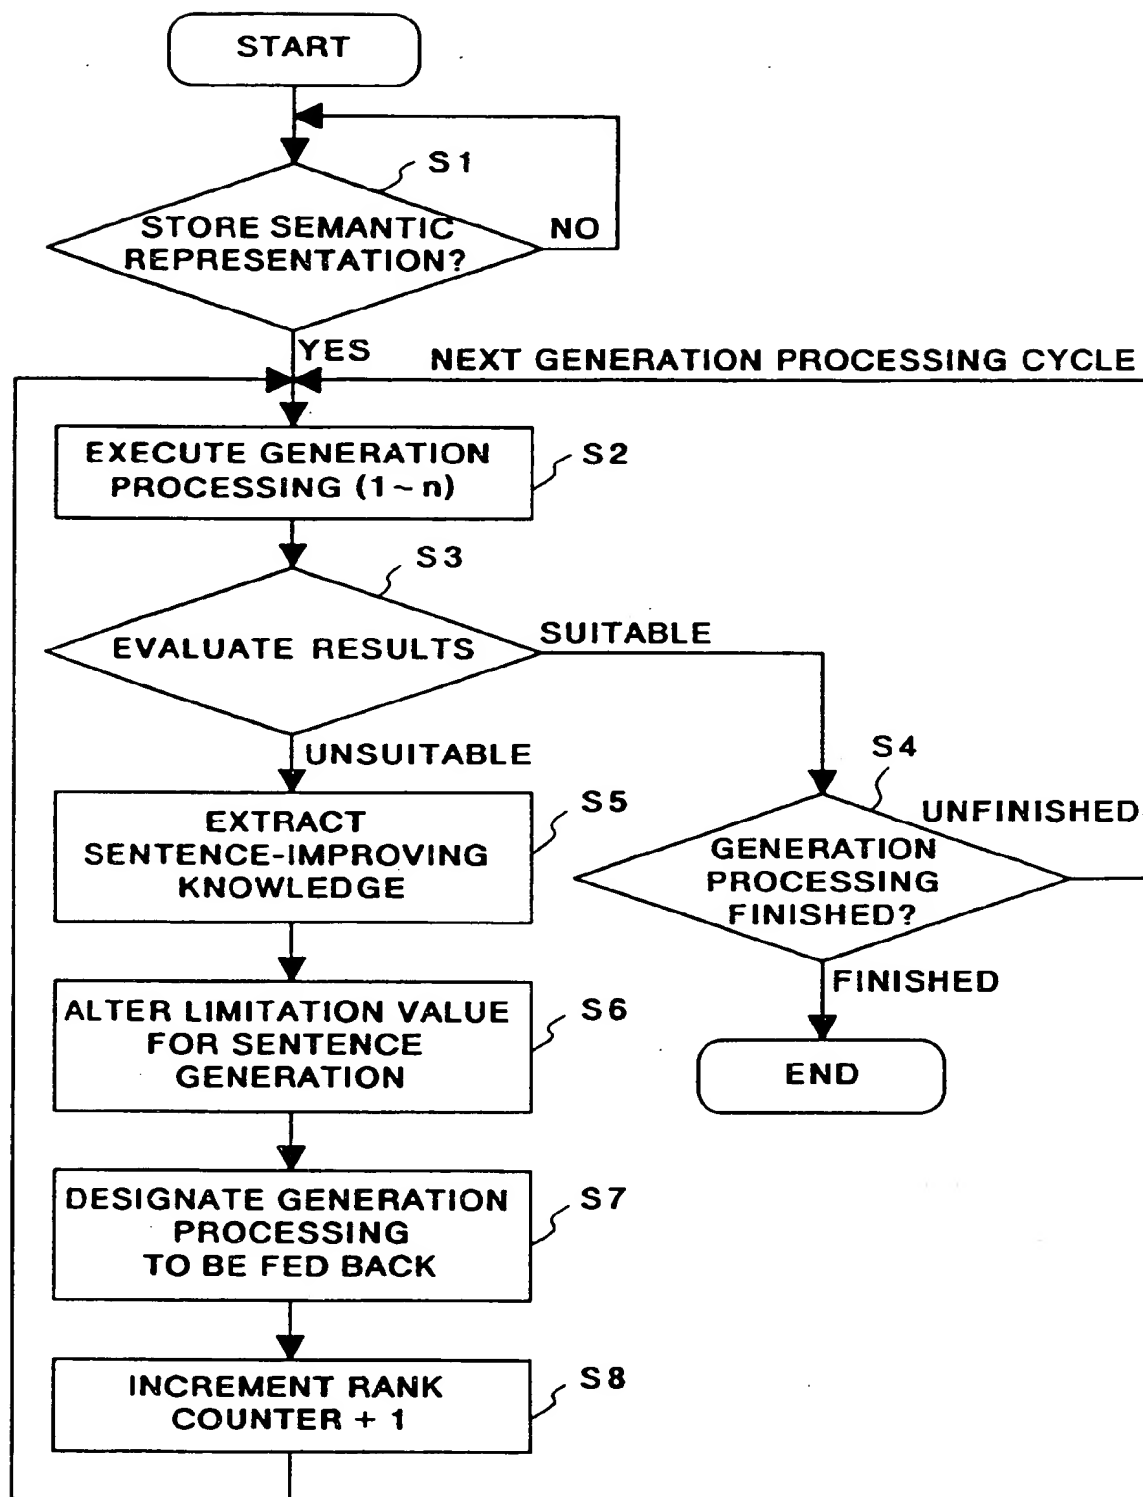 START
S1
STORE SEMANTIC
REPRESENTATION?
NO
YES
NEXT GENERATION PROCESSING CYCLE
EXECUTE GENERATION
PROCESSING (1~n)
S2
S3
EVALUATE RESULTS
SUITABLE
UNSUITABLE
S4
UNFINISHED
GENERATION
PROCESSING
FINISHED?
FINISHED
END
EXTRACT
SENTENCE-IMPROVING
KNOWLEDGE
S5
ALTER LIMITATION VALUE
FOR SENTENCE
GENERATION
S6
DESIGNATE GENERATION
PROCESSING
TO BE FED BACK
S7
INCREMENT RANK
COUNTER + 1
S8